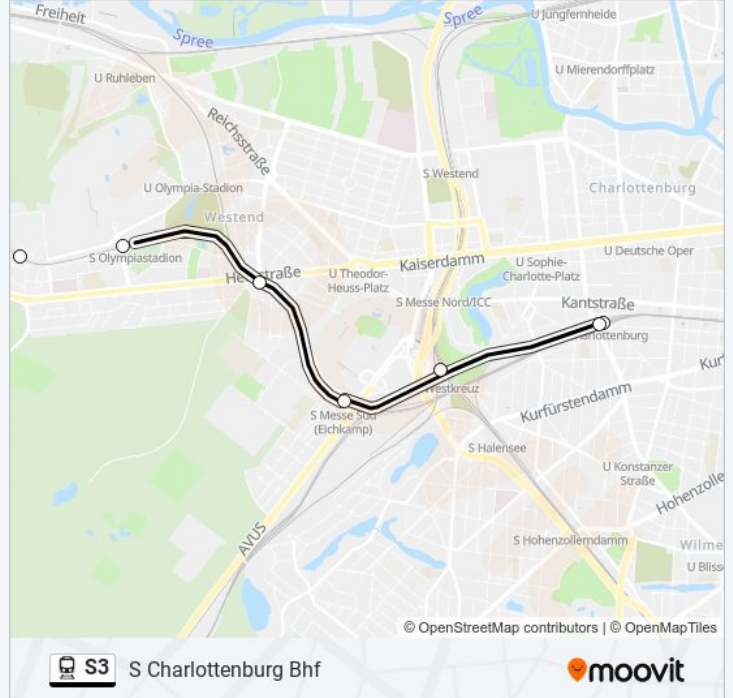 Freiheit
Spree
Spree
U Jungfernheide
U Ruhleben
U Mierendorffplatz
Reichsstraße
S Westend
U Olympia-Stadion
Charlottenburg
Westend
S Olympiastadion
U Deutsche Oper
Kaiserdamm
U Sophie-
Charlotte-Platz
U Theodor-
Heuss-Platz
S Messe Nord/ICC
Kantstraße
S Messe Süd
(Eichkamp)
Kurfürstendamm
S Halensee
U Konstanzer
Straße
AVUS
S Hohenzollerndamm
© OpenStreetMap contributors | © OpenMapTiles
S3 S Charlottenburg Bhf
moovit